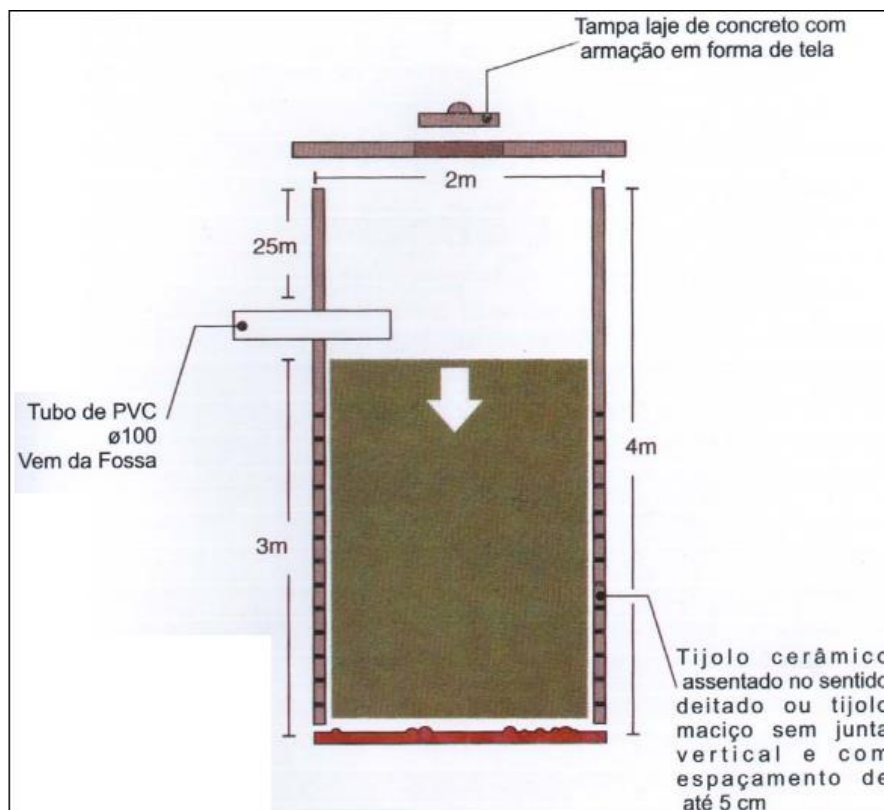 Tampa laje de concreto com
armação em forma de tela
2m
25m
Tubo de PVC
ø100
Vem da Fossa
4m
3m
Tijolo cerâmico
assentado no sentido
deitado ou tijolo
maciço sem junta
vertical e com
espaçamento de
até 5 cm